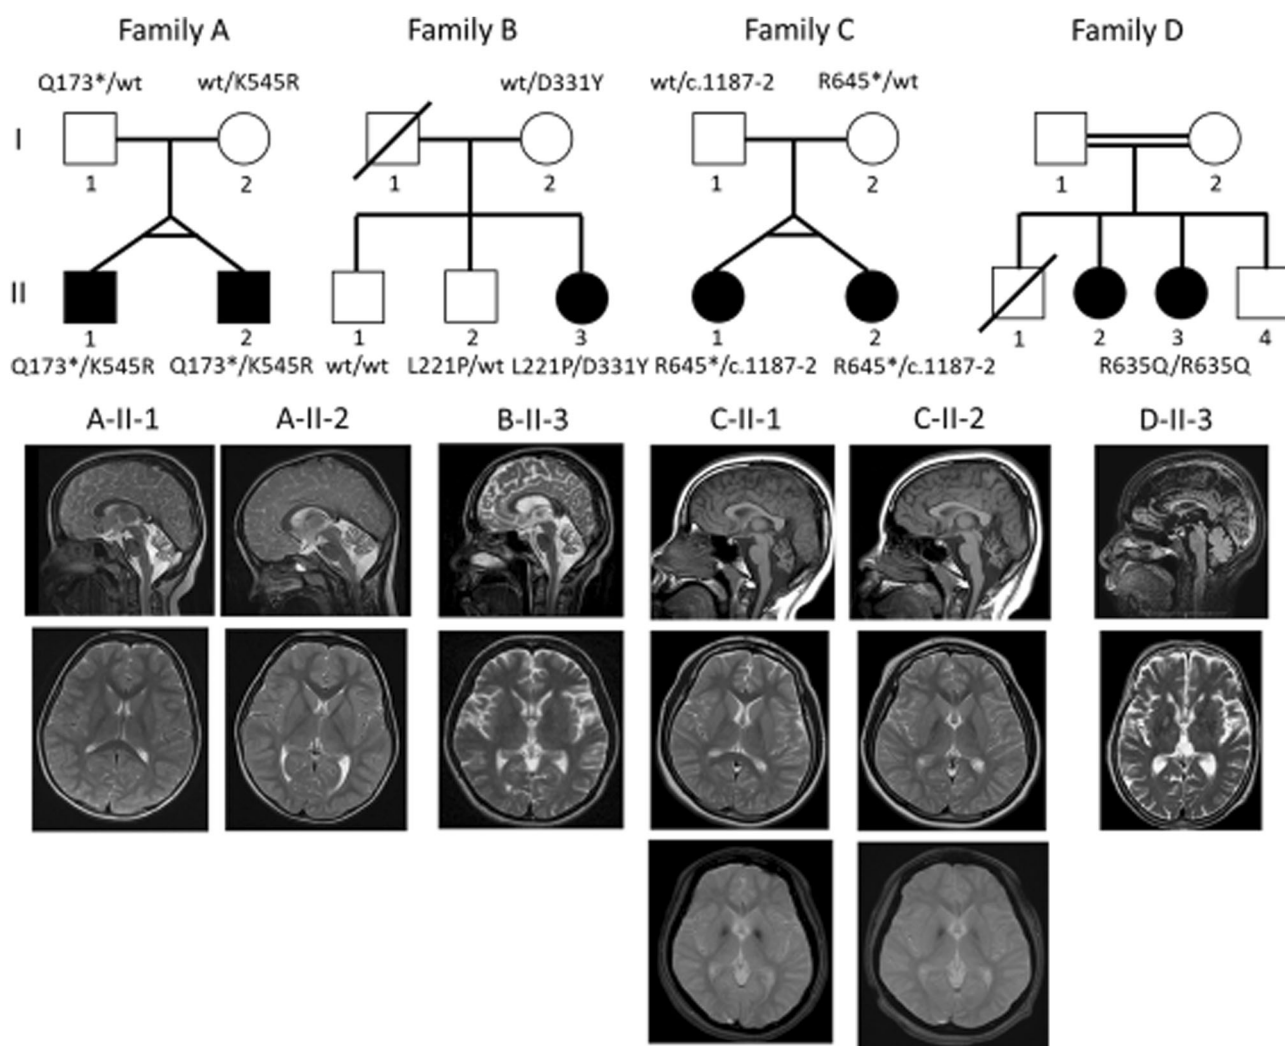 Family A Family B Family C Family D
Q173*/wt wt/K545R wt/D331Y wt/c.1187-2 R645*/wt
I
1 2 1 2 1 2 1 2
II
1 2 1 2 3 1 2 1 2 3 4
Q173*/K545R Q173*/K545R wt/wt L221P/wt L221P/D331Y R645*/c.1187-2 R645*/c.1187-2 R635Q/R635Q
A-II-1 A-II-2 B-II-3 C-II-1 C-II-2 D-II-3